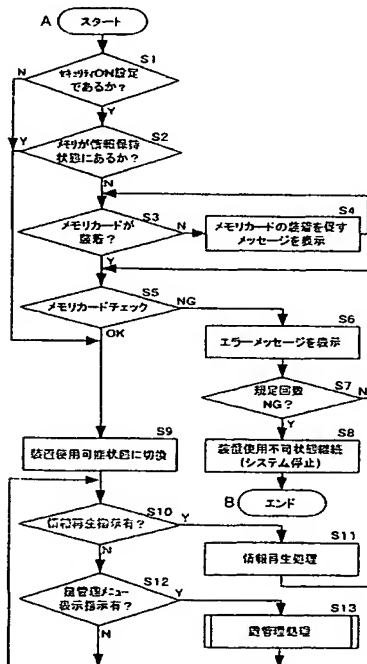 A
スタート
S1
セキュリティON設定
であるか?
N
Y
S2
メモリが情報保持
状態にあるか?
Y
N
S3
メモリカードが
装着?
N
Y
S4
メモリカードの装着を促す
メッセージを表示
S5
メモリカードチェック
NG
OK
S6
エラーメッセージを表示
S7
規定回数
NG?
N
Y
S8
装置使用不可状態継続
(システム停止)
B
エンド
S9
装置使用可能状態に切換
S10
情報再生指示有?
Y
N
S11
情報再生処理
S12
鍵管理メニュー
表示指示有?
Y
N
S13
鍵管理処理